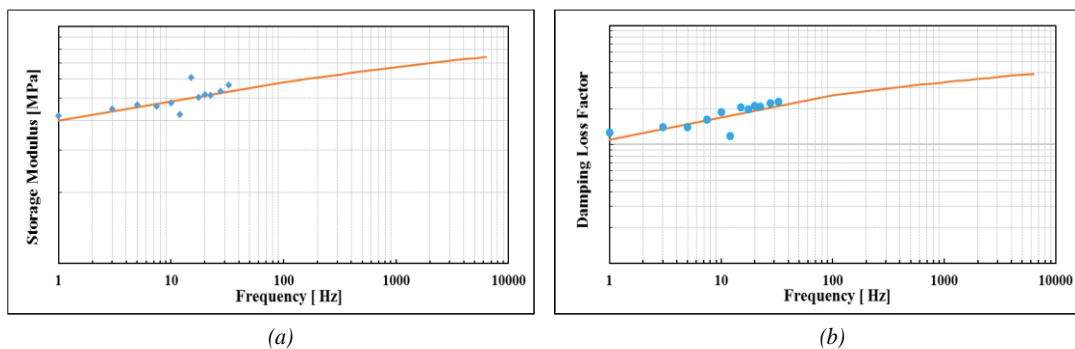 Storage Modulus [MPa]
1 10 100 1000 10000
Frequency [ Hz]
(a)
Damping Loss Factor
1 10 100 1000 10000
Frequency [ Hz]
(b)